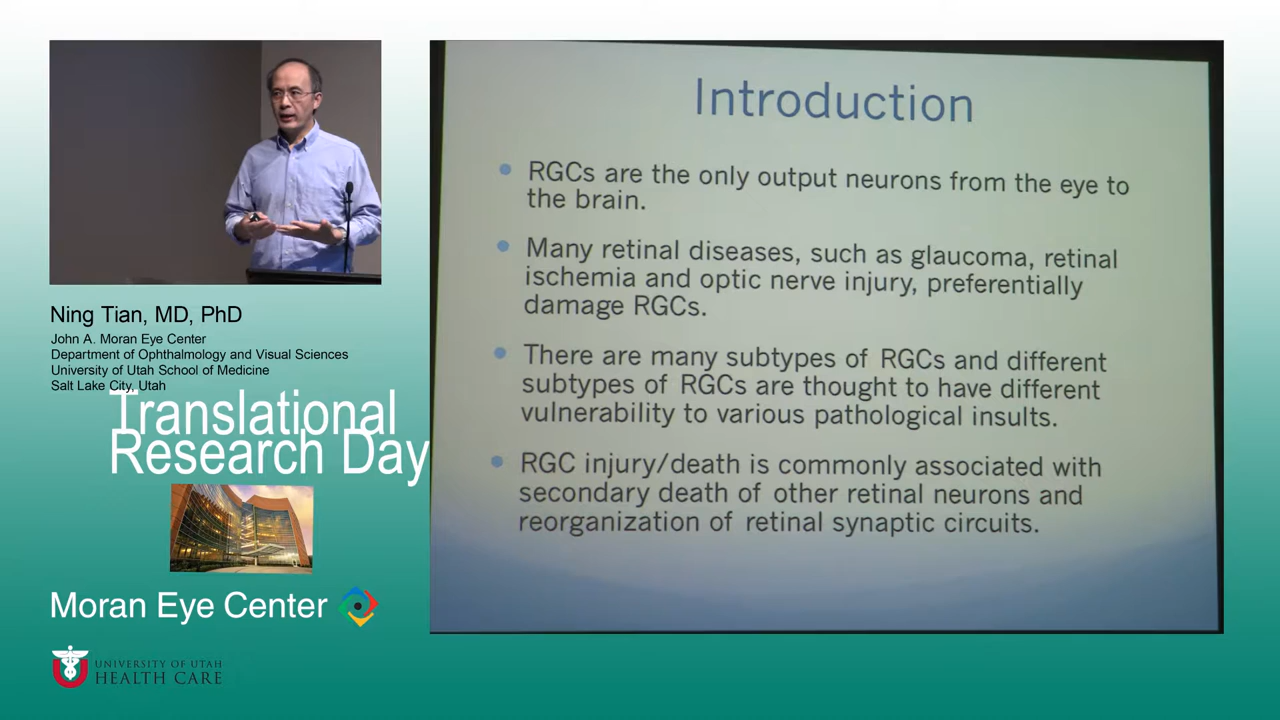 Ning Tian, MD, PhD
John A. Moran Eye Center
Department of Ophthalmology and Visual Sciences
University of Utah School of Medicine
Salt Lake City, Utah
Translational
Research Day
Moran Eye Center
UNIVERSITY OF UTAH
HEALTH CARE
Introduction
RGCs are the only output neurons from the eye to
the brain.
Many retinal diseases, such as glaucoma, retinal
ischemia and optic nerve injury, preferentially
damage RGCs.
There are many subtypes of RGCs and different
subtypes of RGCs are thought to have different
vulnerability to various pathological insults.
RGC injury/death is commonly associated with
secondary death of other retinal neurons and
reorganization of retinal synaptic circuits.